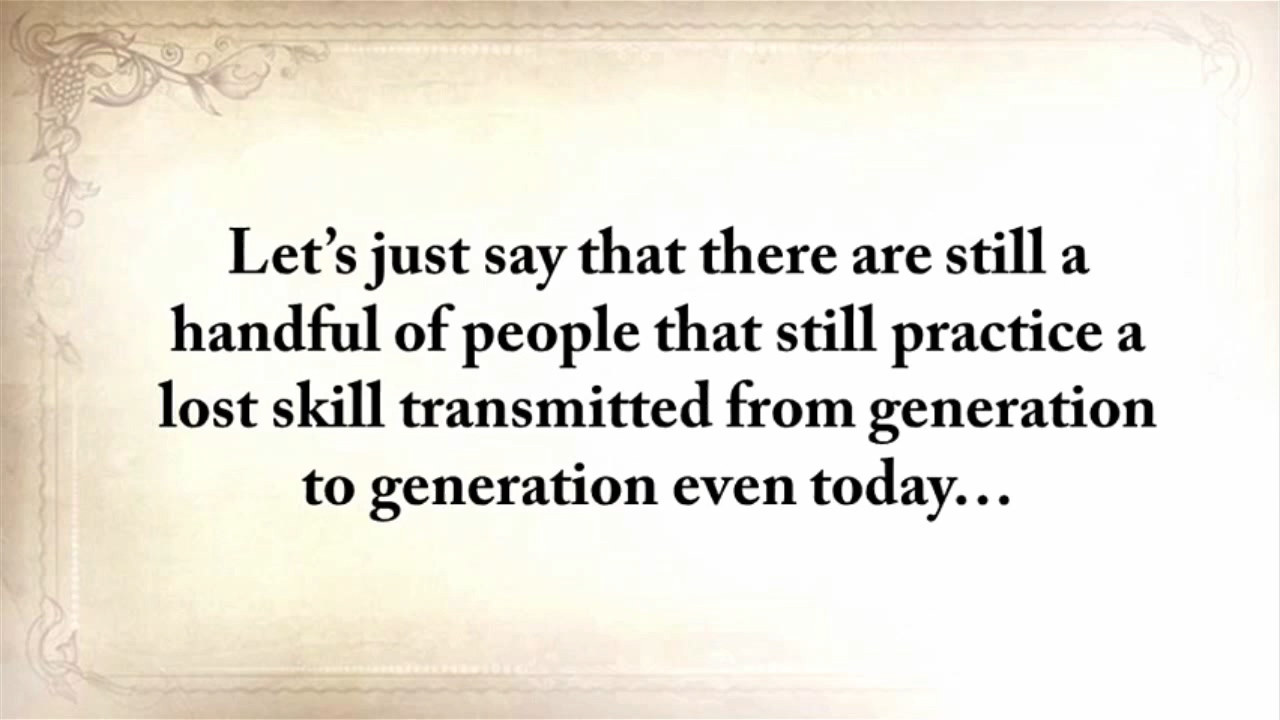 Let’s just say that there are still a
handful of people that still practice a
lost skill transmitted from generation
to generation even today…